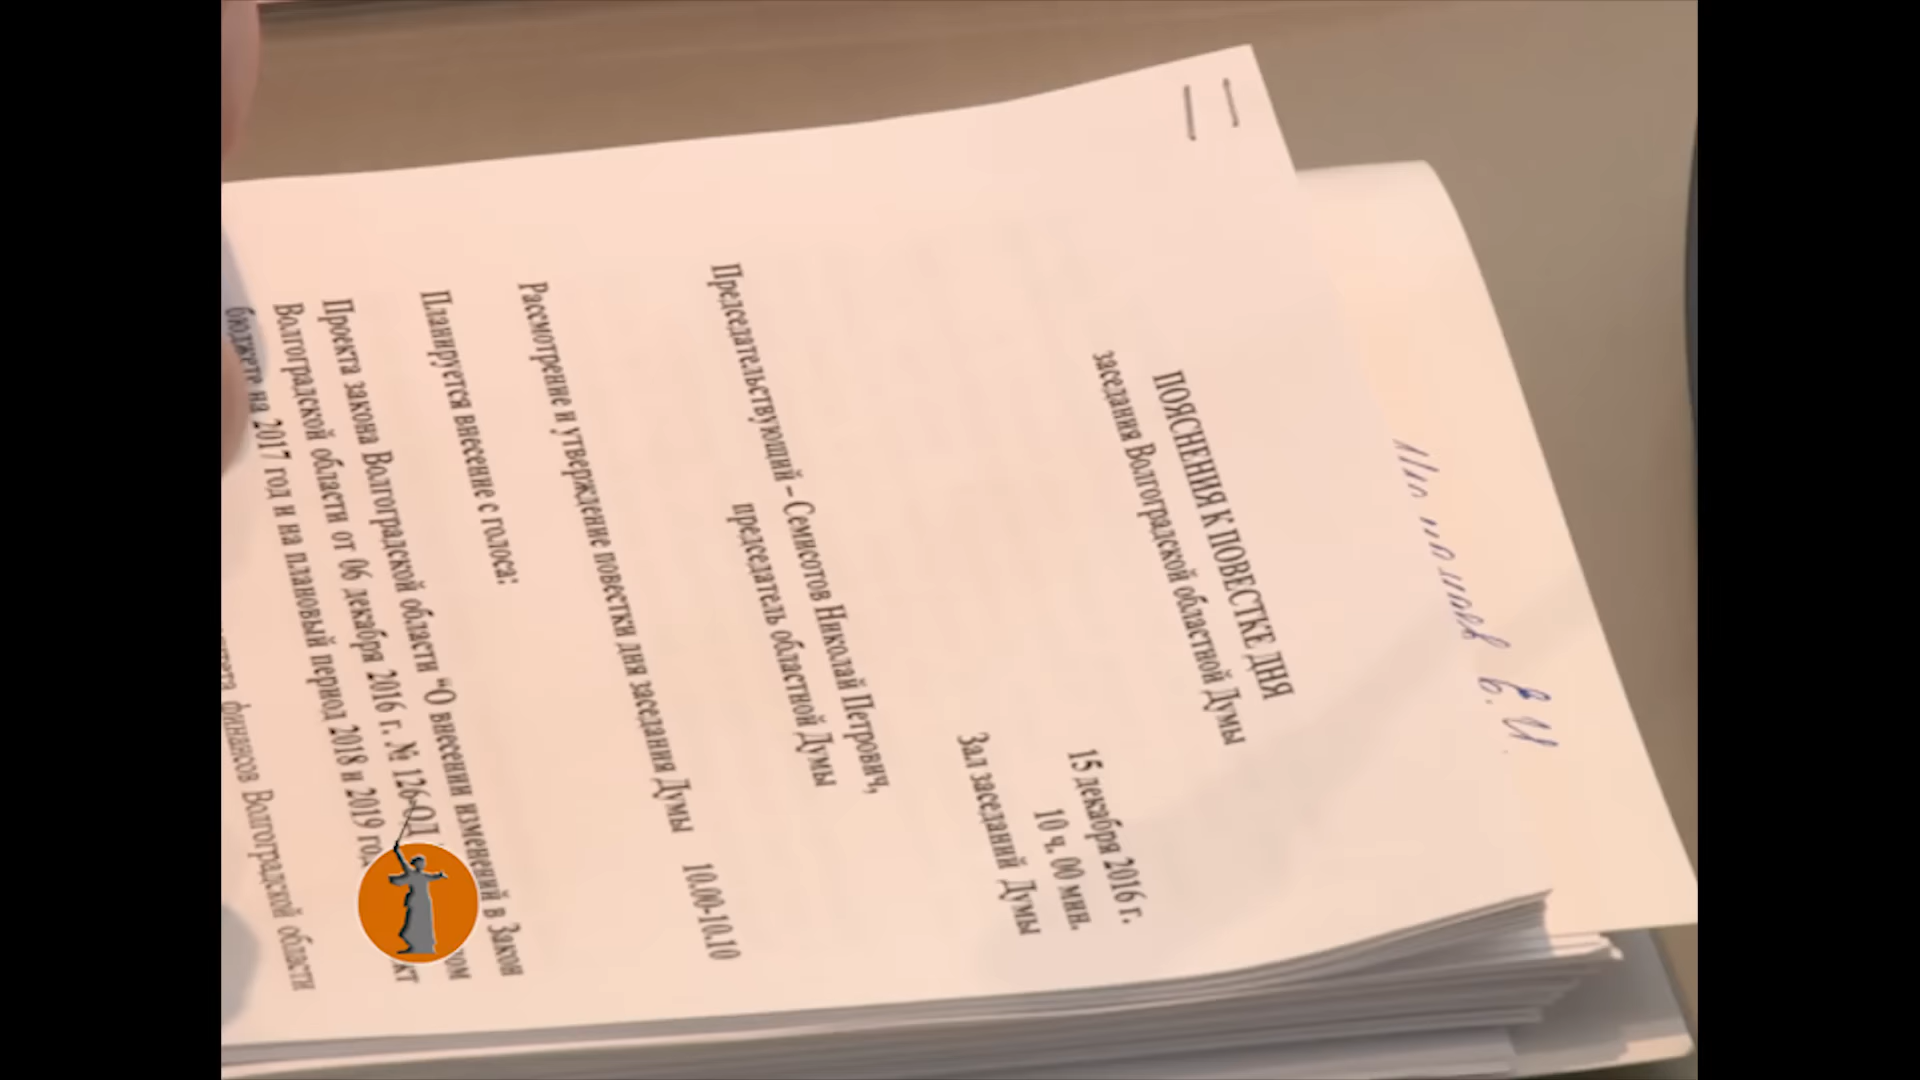 ПОЯСНЕНИЯ К ПОВЕСТКЕ ДНЯ
заседания Волгоградской областной Думы
15 декабря 2016 г.
10 ч. 00 мин.
Зал заседаний Думы
Председательствующий – Семисотов Николай Петрович,
председатель областной Думы
Рассмотрение и утверждение повестки дня заседания Думы 10.00-10.10
Планируется внесение с голоса:
Проекта закона Волгоградской области “О внесении изменений в Закон
Волгоградской области от 06 декабря 2016 г. № 126-ОД
бюджете на 2017 год и на плановый период 2018 и 2019
финансов Волгоградской области